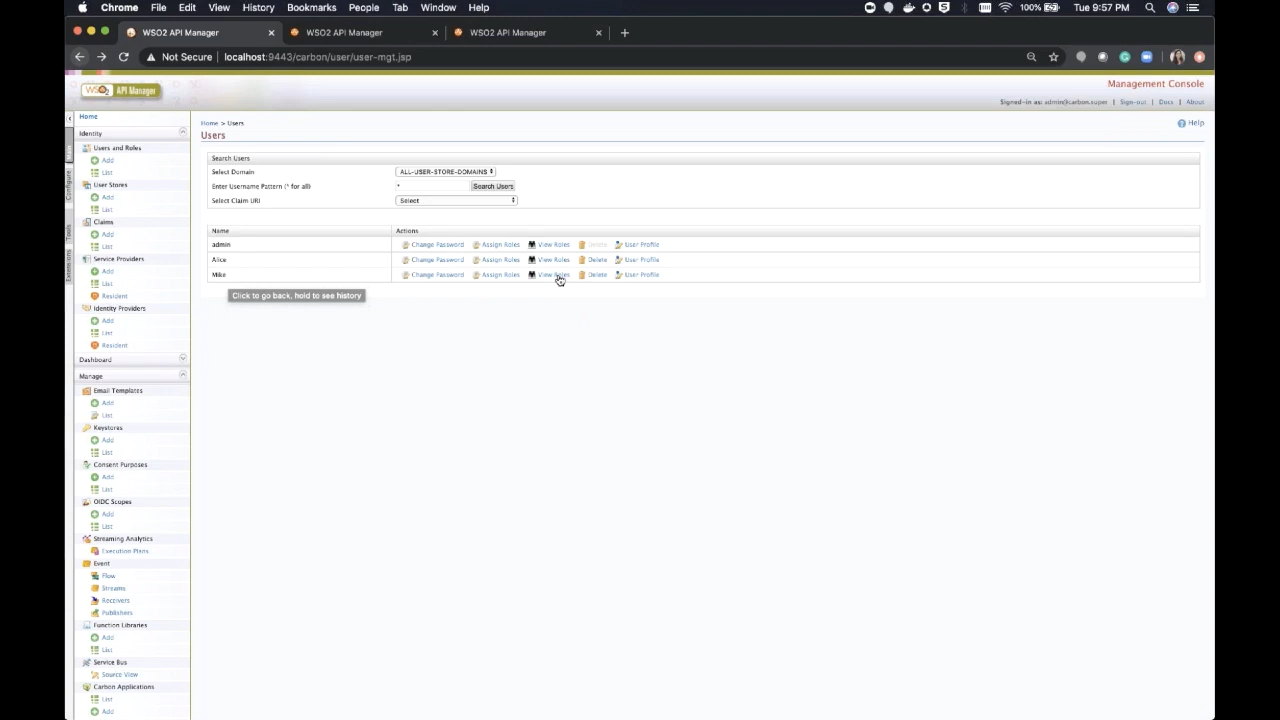 Chrome File Edit View History Bookmarks People Tab Window Help 100% Tue 9:57 PM
WSO2 API Manager WSO2 API Manager WSO2 API Manager
Not Secure localhost:9443/carbon/user/user-mgt.jsp
WSO2 API Manager Management Console
Signed-in as: admin@carbon.super Sign-out Docs About
Home
Identity
Users and Roles
Add
List
User Stores
Add
List
Claims
Add
List
Service Providers
Add
List
Resident
Identity Providers
Add
List
Resident
Dashboard
Manage
Email Templates
Add
List
Keystores
Add
List
Consent Purposes
Add
List
OIDC Scopes
Add
List
Streaming Analytics
Execution Plans
Event
Flow
Streams
Receivers
Publishers
Function Libraries
Add
List
Service Bus
Source View
Carbon Applications
List
Add
Main
Configure
Tools
Extensions
Home > Users Help
Users
Search Users
Select Domain ALL-USER-STORE-DOMAINS
Enter Username Pattern (* for all) * Search Users
Select Claim URI Select
Name Actions
admin Change Password Assign Roles View Roles Delete User Profile
Alice Change Password Assign Roles View Roles Delete User Profile
Mike Change Password Assign Roles View Roles Delete User Profile
Click to go back, hold to see history